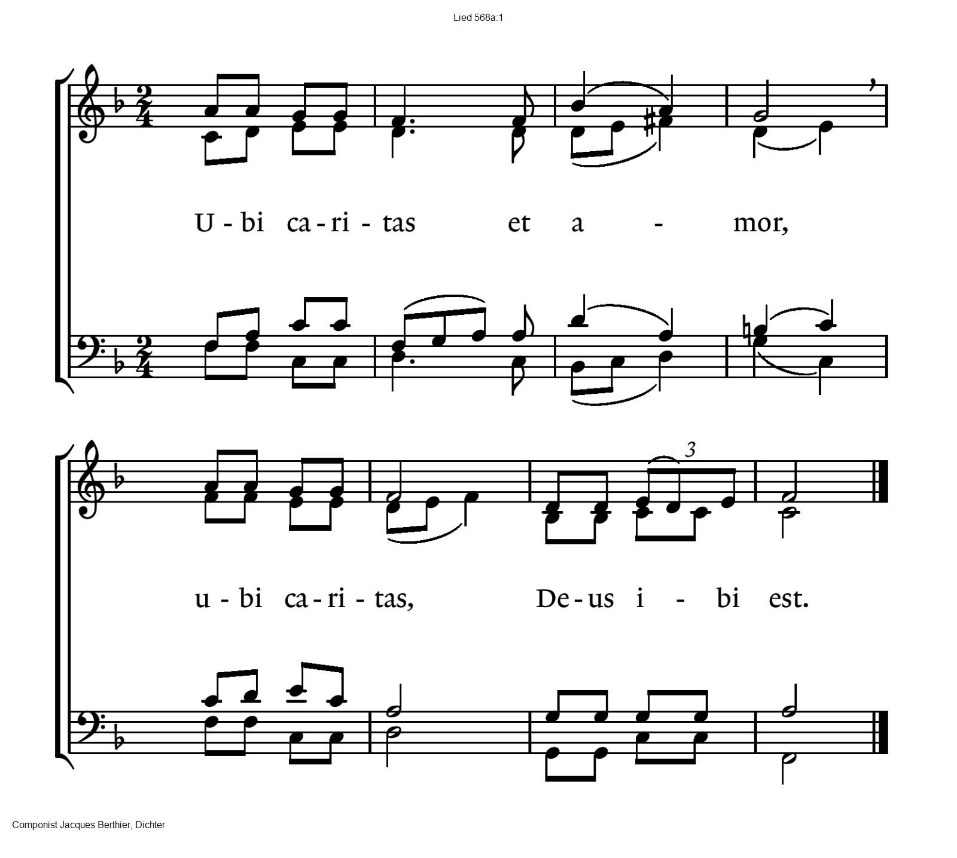 Lied 568a:1
U - bi ca - ri - tas et a - mor,
u - bi ca - ri - tas, De - us i - bi est.
3
Componist Jacques Berthier, Dichter